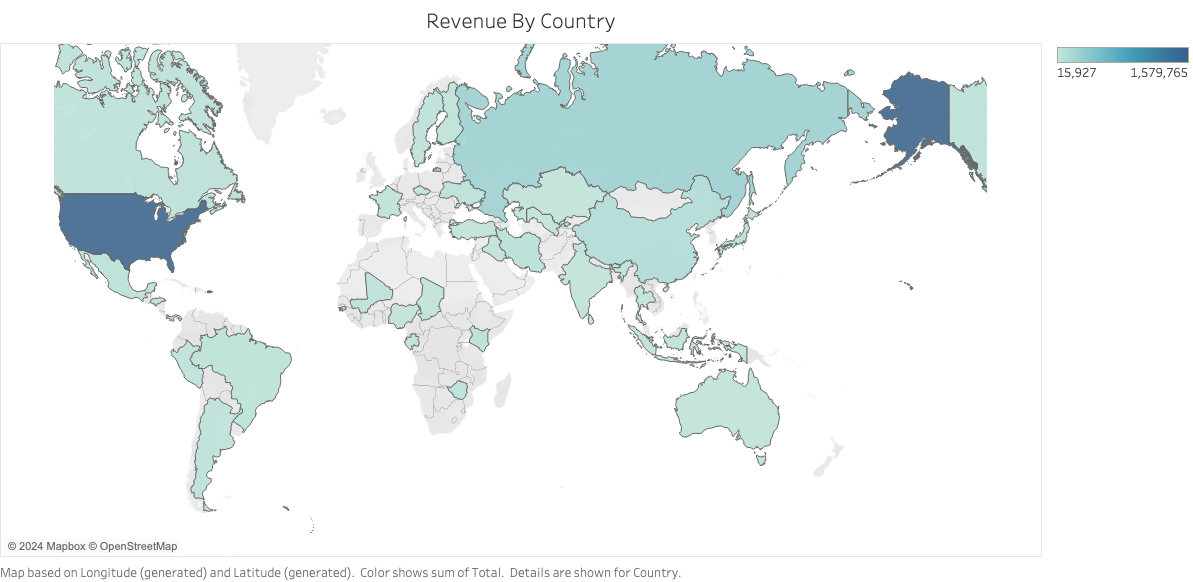 Revenue By Country
15,927 1,579,765
© 2024 Mapbox © OpenStreetMap
Map based on Longitude (generated) and Latitude (generated).  Color shows sum of Total.  Details are shown for Country.